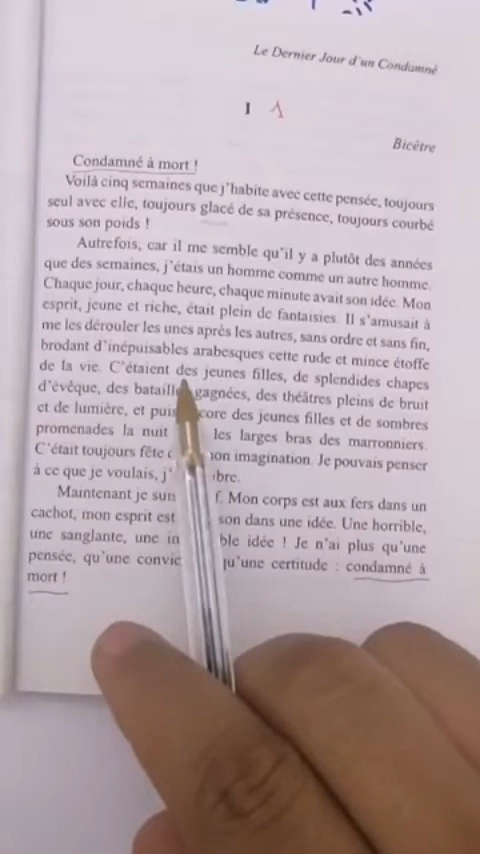 Le Dernier Jour d'un Condamné
I
Bicêtre
Condamné à mort !
Voilà cinq semaines que j'habite avec cette pensée, toujours
seul avec elle, toujours glacé de sa présence, toujours courbé
sous son poids !
Autrefois, car il me semble qu'il y a plutôt des années
que des semaines, j'étais un homme comme un autre homme.
Chaque jour, chaque heure, chaque minute avait son idée. Mon
esprit, jeune et riche, était plein de fantaisies. Il s'amusait à
me les dérouler les unes après les autres, sans ordre et sans fin,
brodant d'inépuisables arabesques cette rude et mince étoffe
de la vie. C'étaient des jeunes filles, de splendides chapes
d'évêque, des batailles gagnées, des théâtres pleins de bruit
et de lumière, et puis encore des jeunes filles et de sombres
promenades la nuit les larges bras des marronniers.
C'était toujours fête mon imagination. Je pouvais penser
à ce que je voulais, j'
Maintenant je suis Mon corps est aux fers dans un
cachot, mon esprit est dans une idée. Une horrible,
une sanglante, une idée ! Je n'ai plus qu'une
pensée, qu'une qu'une certitude : condamné à
mort !